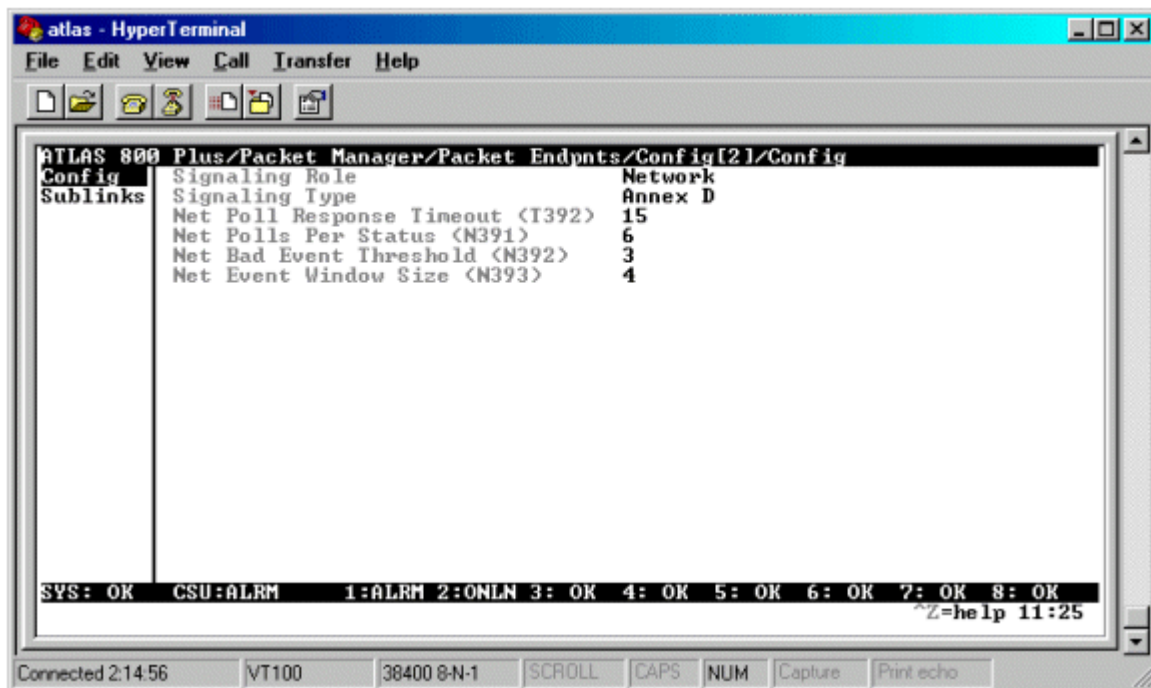 atlas - HyperTerminal
File Edit View Call Transfer Help
ATLAS 800 Plus/Packet Manager/Packet Endpnts/Config[2]/Config
Config Signaling Role Network
Sublinks Signaling Type Annex D
Net Poll Response Timeout (T392) 15
Net Polls Per Status (N391) 6
Net Bad Event Threshold (N392) 3
Net Event Window Size (N393) 4
SYS: OK CSU:ALRM 1:ALRM 2:ONLN 3: OK 4: OK 5: OK 6: OK 7: OK 8: OK
^Z=help 11:25
Connected 2:14:56 VT100 38400 8-N-1 SCROLL CAPS NUM Capture Print echo